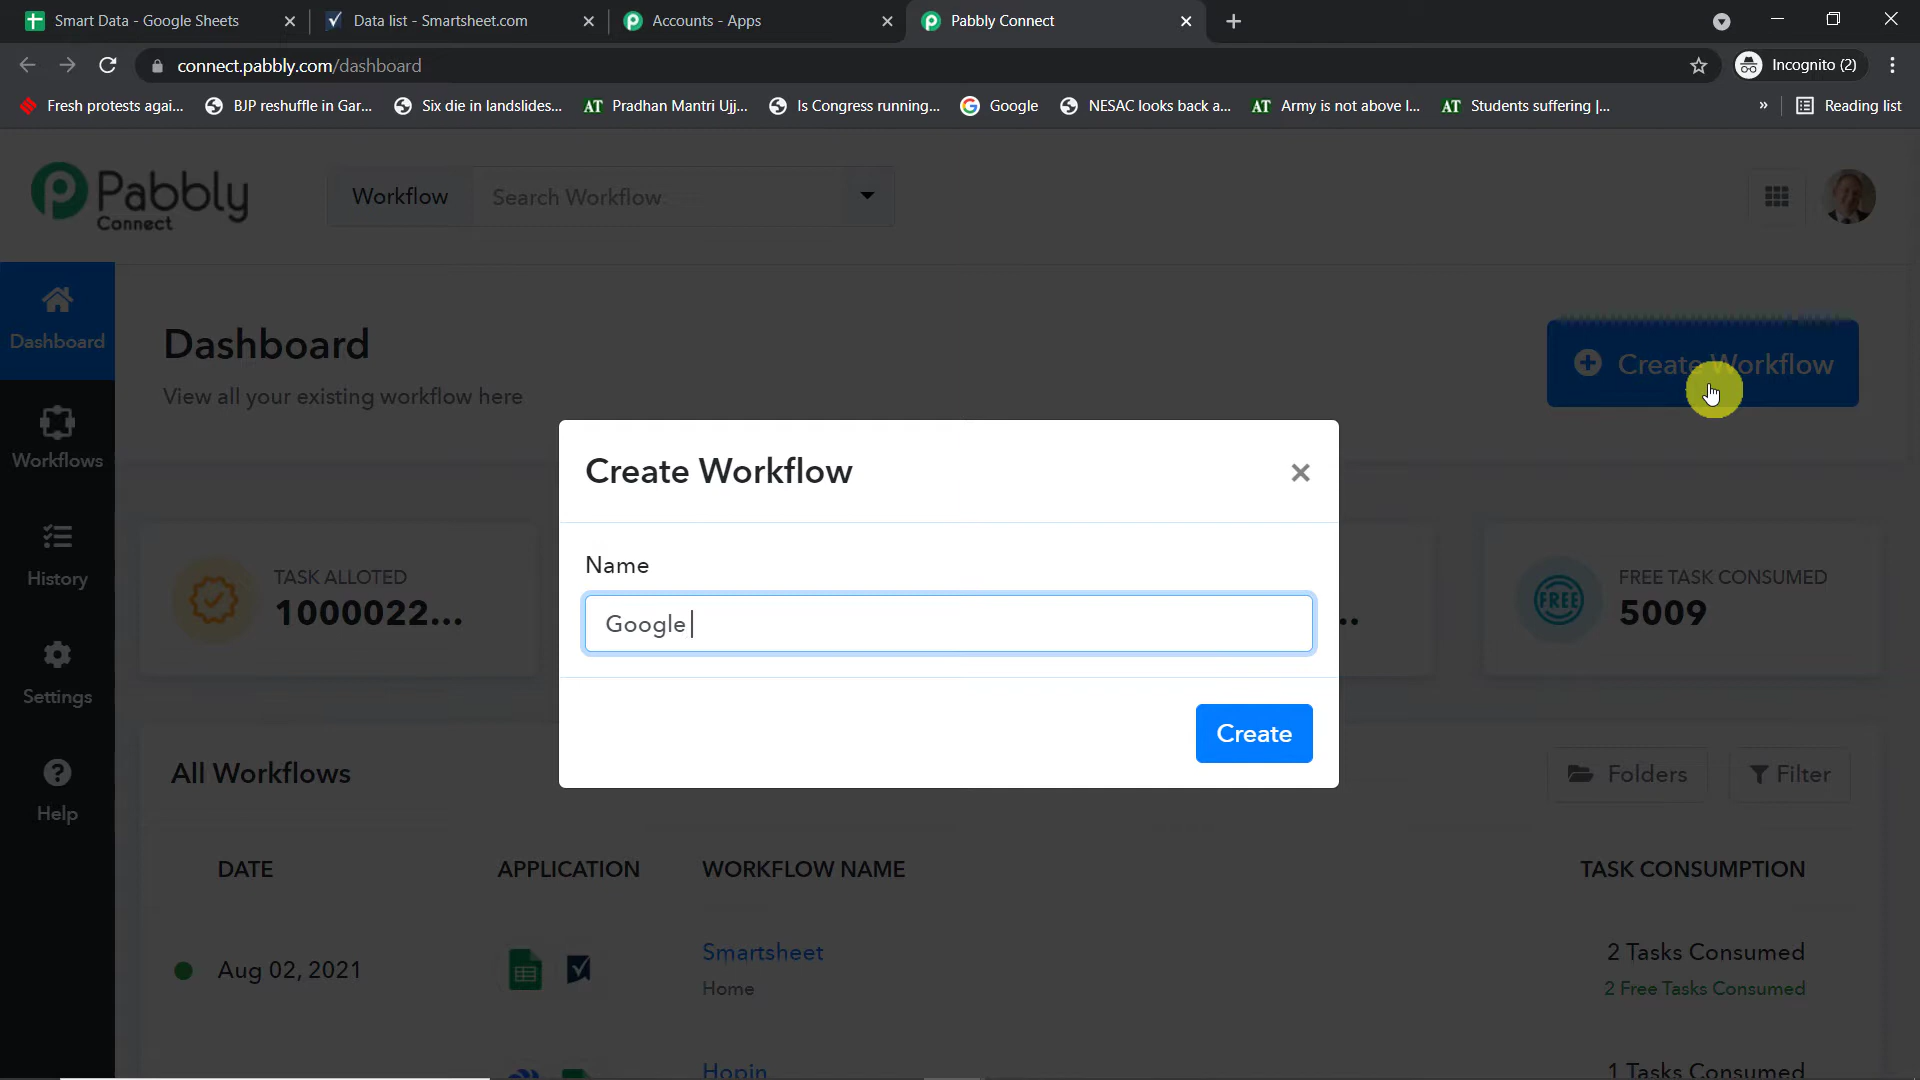 Smart Data - Google Sheets
Data list - Smartsheet.com
Accounts - Apps
Pabbly Connect
connect.pabbly.com/dashboard
Incognito (2)
Fresh protests agai...
BJP reshuffle in Gar...
Six die in landslides...
AT Pradhan Mantri Ujj...
Is Congress running...
Google
NESAC looks back a...
AT Army is not above l...
AT Students suffering |...
»
Reading list
Pabbly
Connect
Workflow
Search Workflow
Dashboard
Workflows
History
Settings
Help
Dashboard
View all your existing workflow here
Create Workflow
Create Workflow
Name
Google
Create
TASK ALLOTED
1000022...
..
FREE
FREE TASK CONSUMED
5009
All Workflows
Folders
Filter
DATE
APPLICATION
WORKFLOW NAME
TASK CONSUMPTION
Aug 02, 2021
Smartsheet
Home
2 Tasks Consumed
2 Free Tasks Consumed
Hopin
1 Tasks Consumed